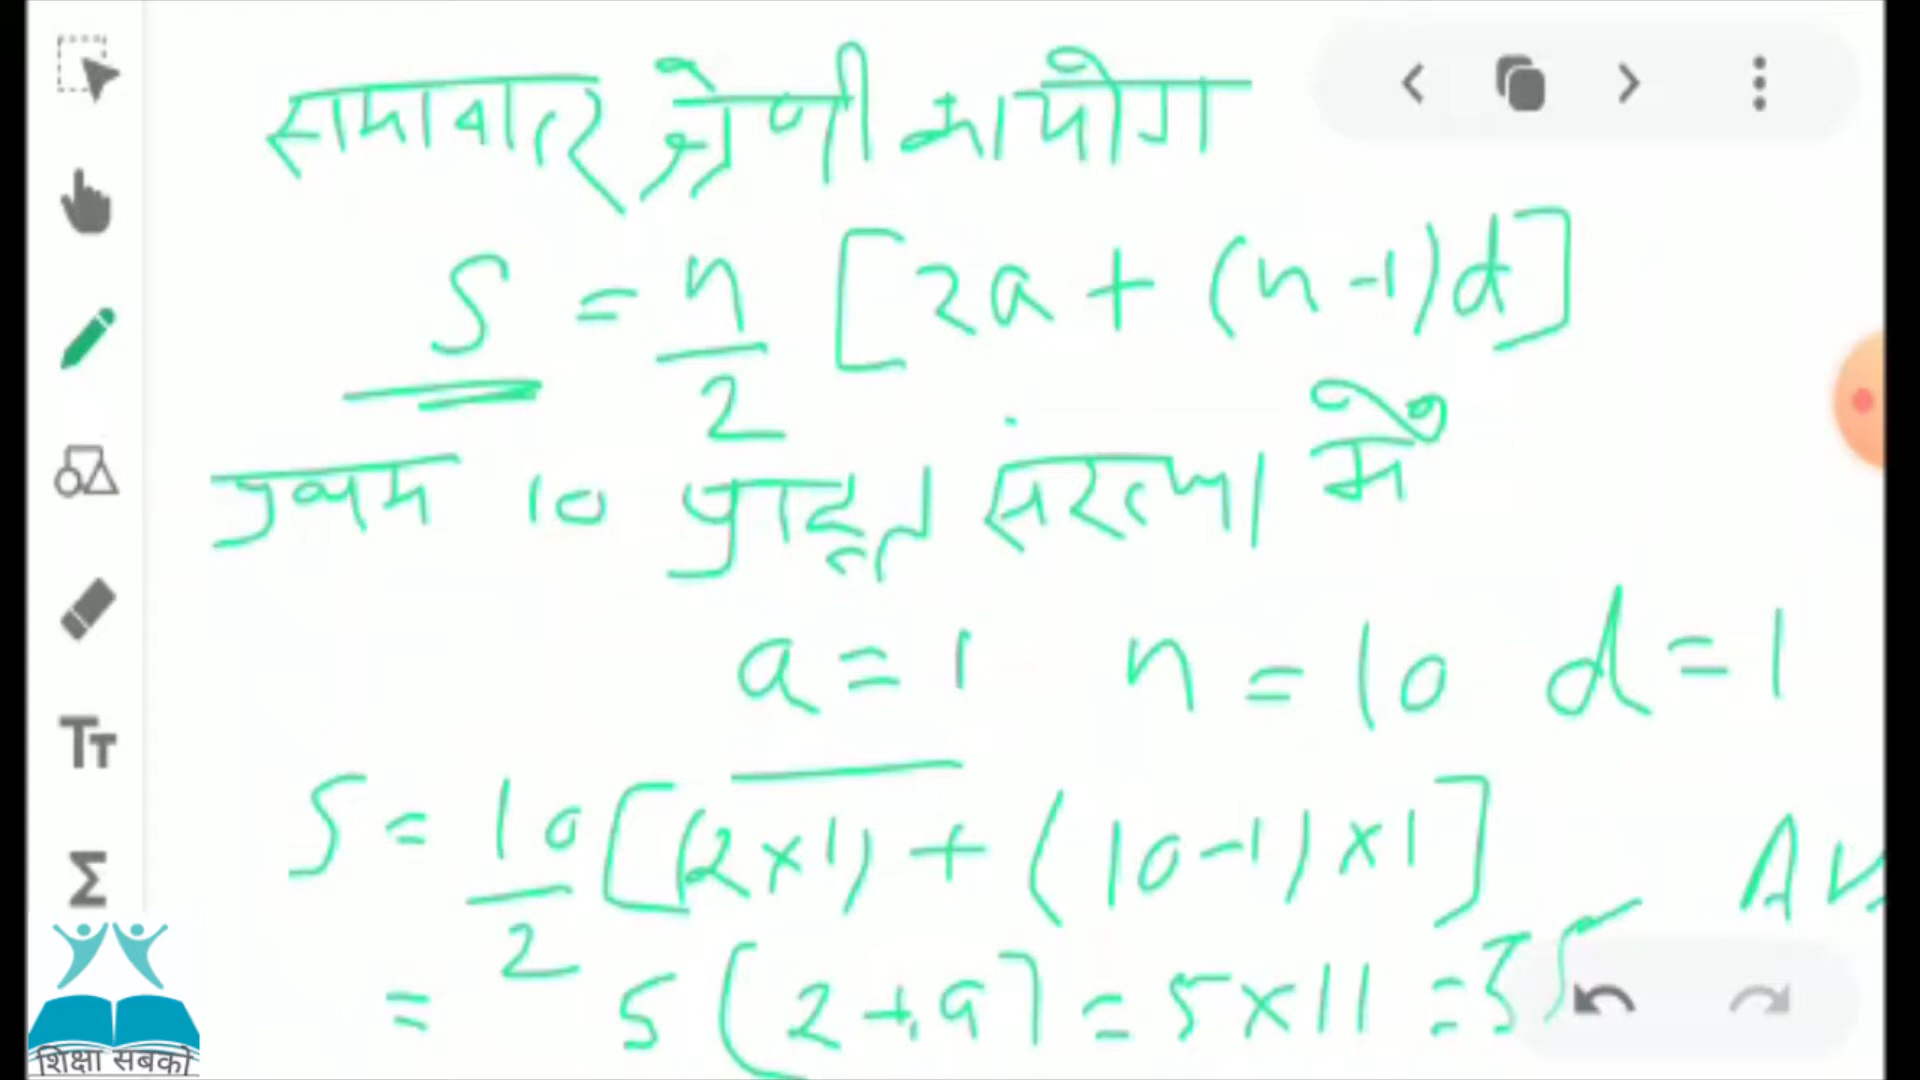 समान्तर श्रेणी का योग
S = n/2 [2a + (n-1)d]
प्रथम 10 प्राकृत संख्या में
a = 1 n = 10 d = 1
S = 10/2 [(2×1) + (10-1)×1]
= 5 [2+9] = 5×11 = 55
Tт
Σ
शिक्षा सबको